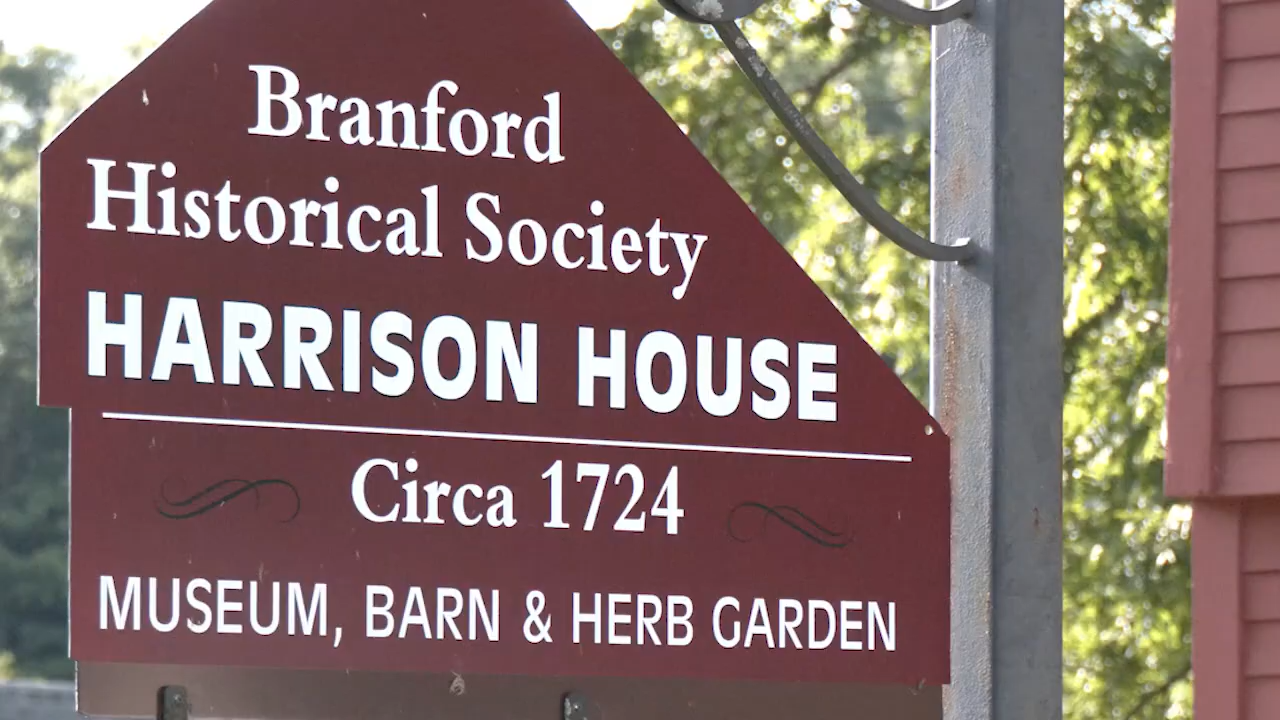 Branford
Historical Society
HARRISON HOUSE
Circa 1724
MUSEUM, BARN & HERB GARDEN